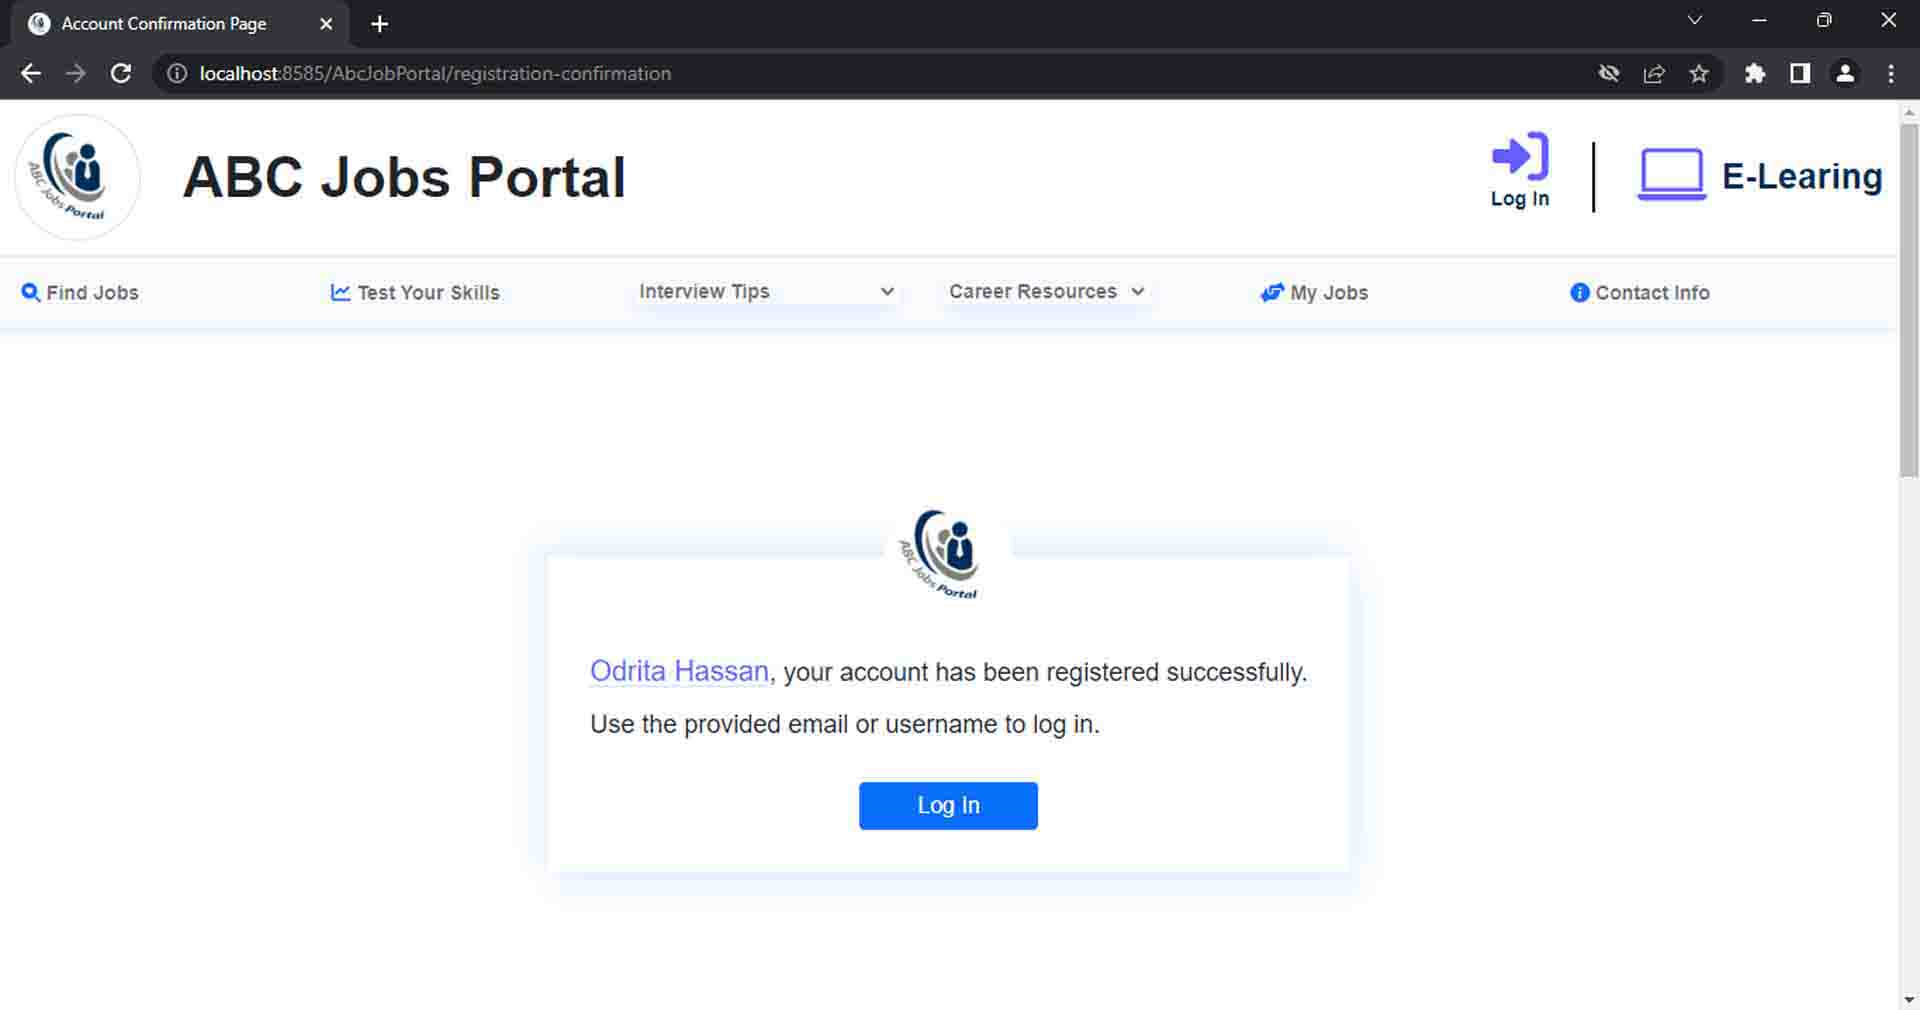 Account Confirmation Page
localhost:8585/AbcJobPortal/registration-confirmation
ABC Jobs Portal
ABC Jobs Portal
Log In
E-Learing
Find Jobs
Test Your Skills
Interview Tips
Career Resources
My Jobs
Contact Info
ABC Jobs Portal
Odrita Hassan, your account has been registered successfully.
Use the provided email or username to log in.
Log In